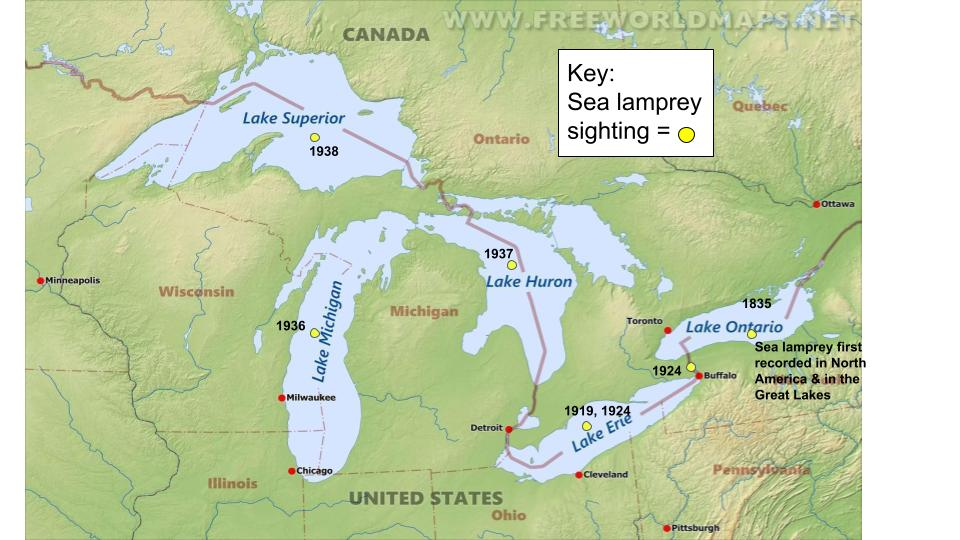 WWW.FREEWORLDMAPS.NET
CANADA
Key:
Sea lamprey
sighting =
Quebec
Lake Superior
1938
Ontario
Ottawa
1937
Lake Huron
Minneapolis
Wisconsin
Michigan
1936
Lake Michigan
1835
Toronto
Lake Ontario
Sea lamprey first
recorded in North
America & in the
Great Lakes
1924
Buffalo
Milwaukee
1919, 1924
Lake Erie
Detroit
Chicago
Cleveland
Illinois
Pennsylvania
UNITED STATES
Ohio
Pittsburgh